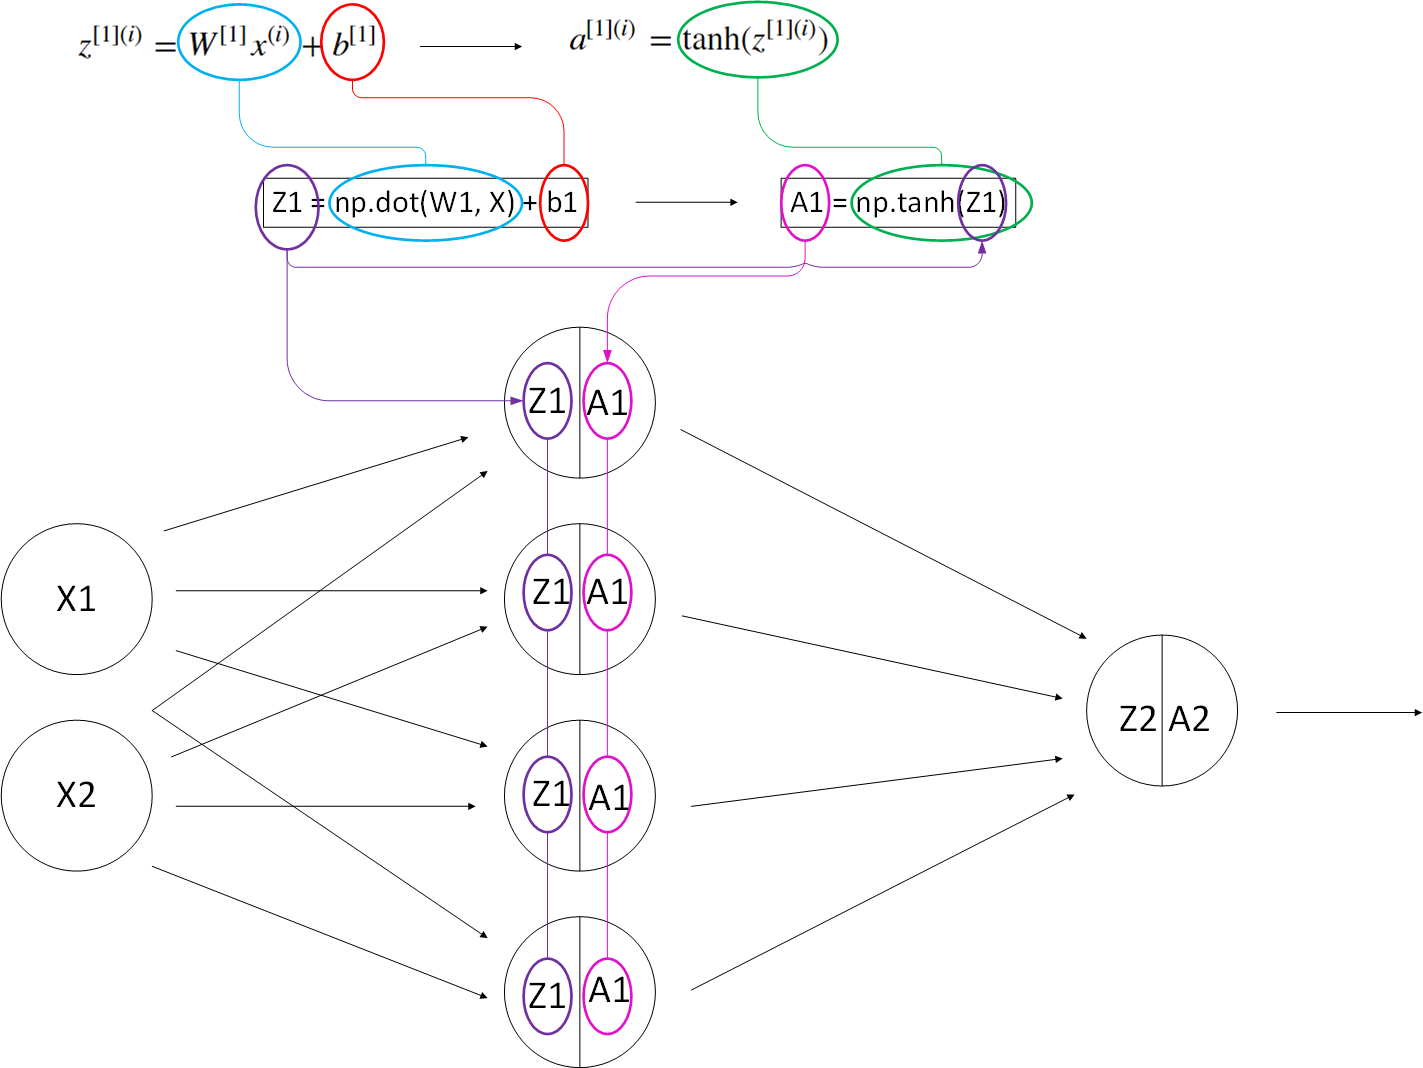 z[1](i) = W[1] x(i) + b[1]
a[1](i) = tanh(z[1](i))
Z1 = np.dot(W1, X) + b1
A1 = np.tanh(Z1)
Z1 A1
X1
Z1 A1
X2
Z1 A1
Z2 A2
Z1 A1